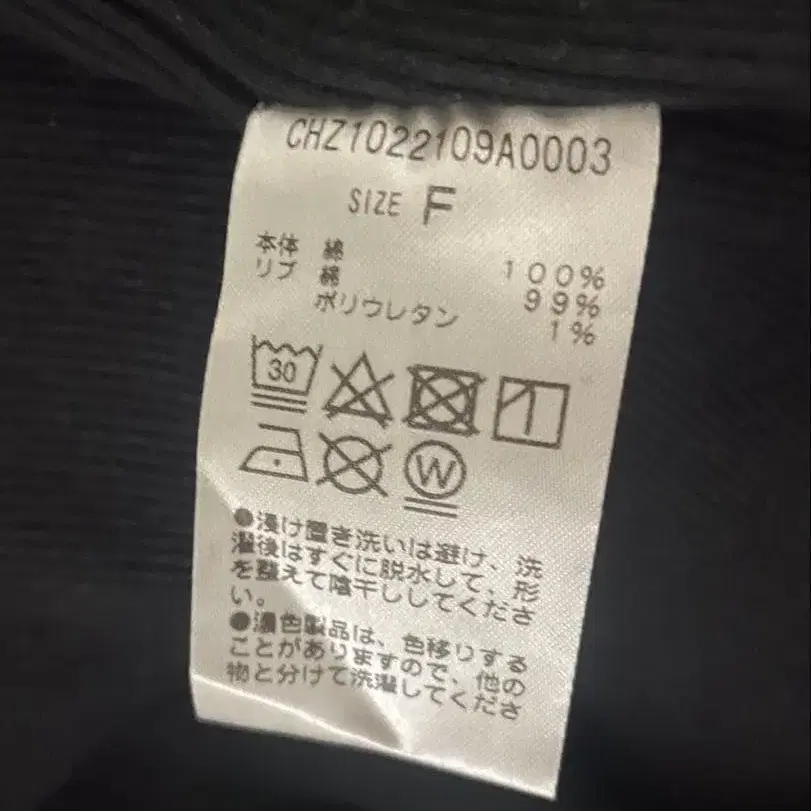 CHZ1022109A0003
SIZE F
本体 綿 100%
リブ 綿 99%
ポリウレタン 1%
30
W
●浸け置き洗いは避け、洗
濯後はすぐに脱水して、形
を整えて陰干ししてくださ
い。
●濃色製品は、色移りする
ことがありますので、他の
物と分けて洗濯してくださ